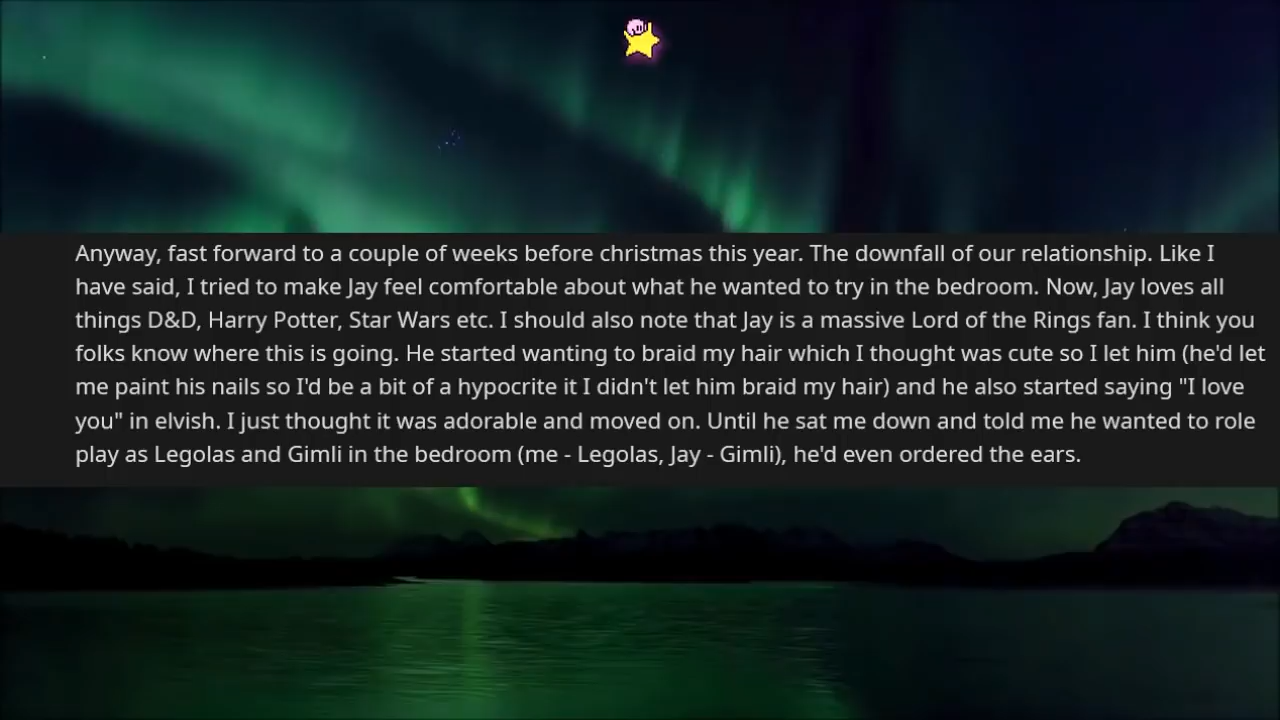 Anyway, fast forward to a couple of weeks before christmas this year. The downfall of our relationship. Like I
have said, I tried to make Jay feel comfortable about what he wanted to try in the bedroom. Now, Jay loves all
things D&D, Harry Potter, Star Wars etc. I should also note that Jay is a massive Lord of the Rings fan. I think you
folks know where this is going. He started wanting to braid my hair which I thought was cute so I let him (he'd let
me paint his nails so I'd be a bit of a hypocrite it I didn't let him braid my hair) and he also started saying "I love
you" in elvish. I just thought it was adorable and moved on. Until he sat me down and told me he wanted to role
play as Legolas and Gimli in the bedroom (me - Legolas, Jay - Gimli), he'd even ordered the ears.